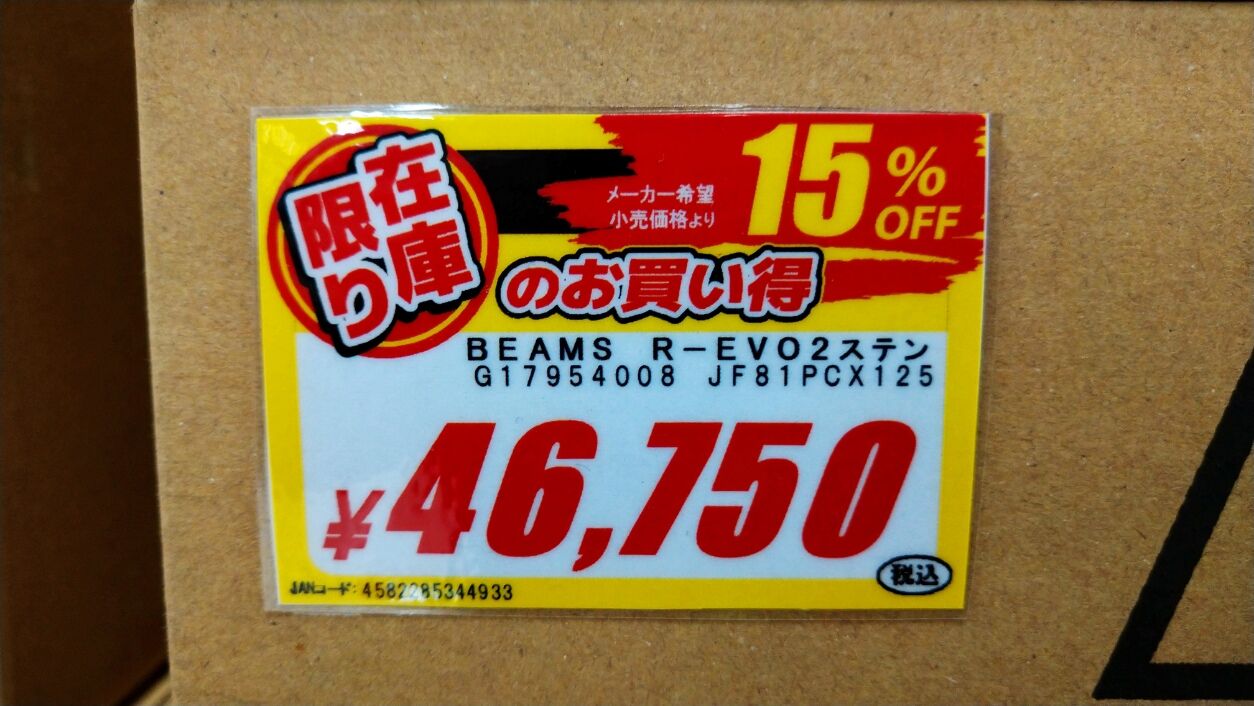 在庫
限り
のお買い得
メーカー希望
小売価格より
15%
OFF
BEAMS R-EVO2ステン
G17954008 JF81PCX125
¥46,750
税込
JANコード:4582285344933